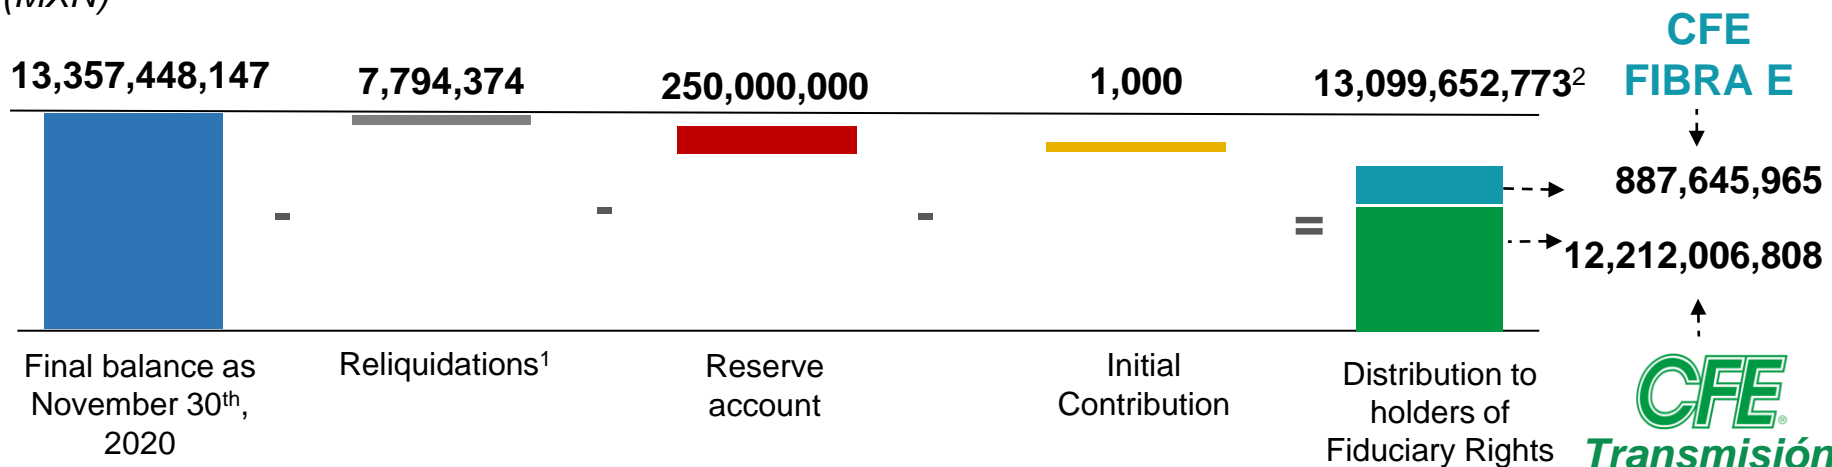 (MXN)
CFE
FIBRA E
13,357,448,147
7,794,374
250,000,000
1,000
13,099,652,773²
-
-
-
=
887,645,965
12,212,006,808
Final balance as
November 30th,
2020
Reliquidations¹
Reserve
account
Initial
Contribution
Distribution to
holders of
Fiduciary Rights
CFE
Transmisión